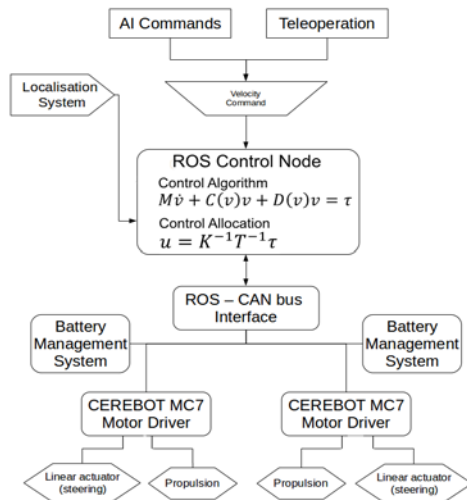 AI Commands
Teleoperation
Localisation
System
Velocity
Command
ROS Control Node
Control Algorithm
Mv̇ + C(v)v + D(v)v = τ
Control Allocation
u = K⁻¹T⁻¹τ
ROS – CAN bus
Interface
Battery
Management
System
Battery
Management
System
CEREBOT MC7
Motor Driver
CEREBOT MC7
Motor Driver
Linear actuator
(steering)
Propulsion
Propulsion
Linear actuator
(steering)